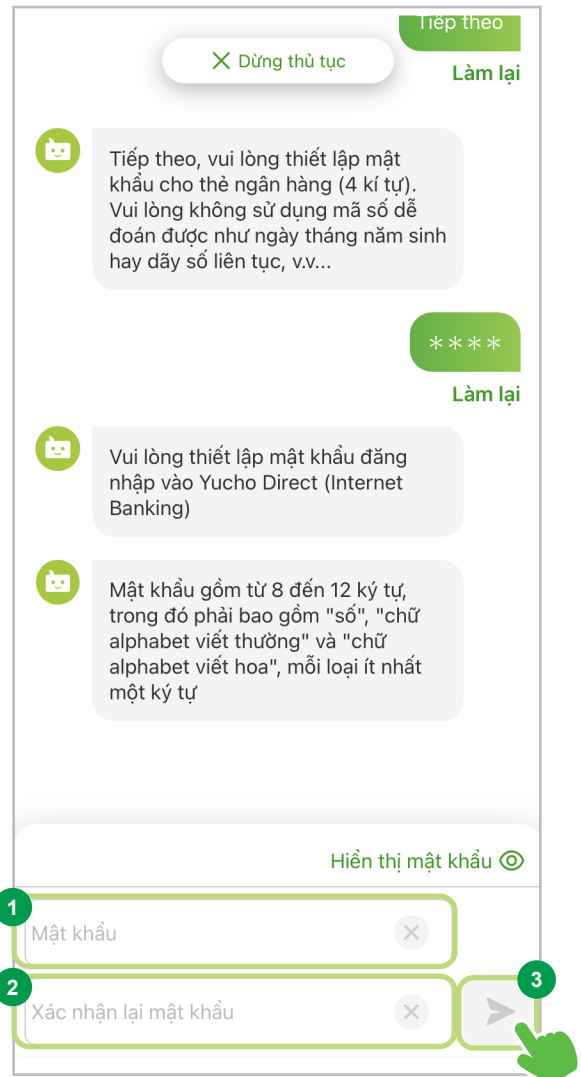 Tiếp theo
× Dừng thủ tục
Làm lại
Tiếp theo, vui lòng thiết lập mật
khẩu cho thẻ ngân hàng (4 kí tự).
Vui lòng không sử dụng mã số dễ
đoán được như ngày tháng năm sinh
hay dãy số liên tục, v.v...
****
Làm lại
Vui lòng thiết lập mật khẩu đăng
nhập vào Yucho Direct (Internet
Banking)
Mật khẩu gồm từ 8 đến 12 ký tự,
trong đó phải bao gồm "số", "chữ
alphabet viết thường" và "chữ
alphabet viết hoa", mỗi loại ít nhất
một ký tự
Hiển thị mật khẩu
1
Mật khẩu
2
Xác nhận lại mật khẩu
3